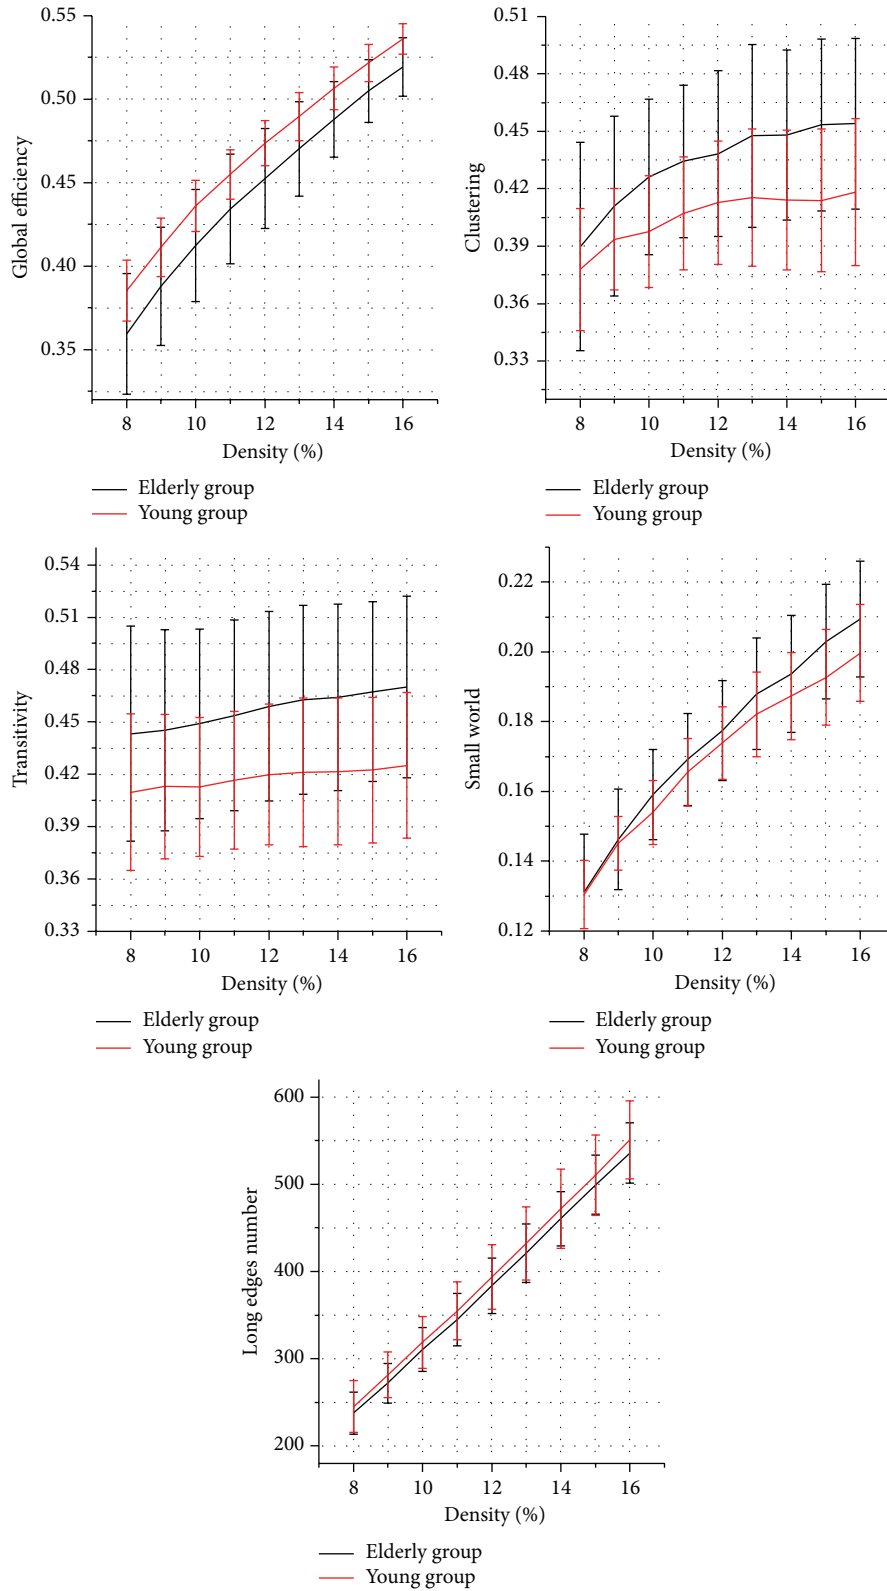 0.55
0.50
0.45
0.40
0.35
Global efficiency
8 10 12 14 16
Density (%)
Elderly group
Young group
0.51
0.48
0.45
0.42
0.39
0.36
0.33
Clustering
8 10 12 14 16
Density (%)
Elderly group
Young group
0.54
0.51
0.48
0.45
0.42
0.39
0.36
0.33
Transitivity
8 10 12 14 16
Density (%)
Elderly group
Young group
0.22
0.20
0.18
0.16
0.14
0.12
Small world
8 10 12 14 16
Density (%)
Elderly group
Young group
600
500
400
300
200
Long edges number
8 10 12 14 16
Density (%)
Elderly group
Young group